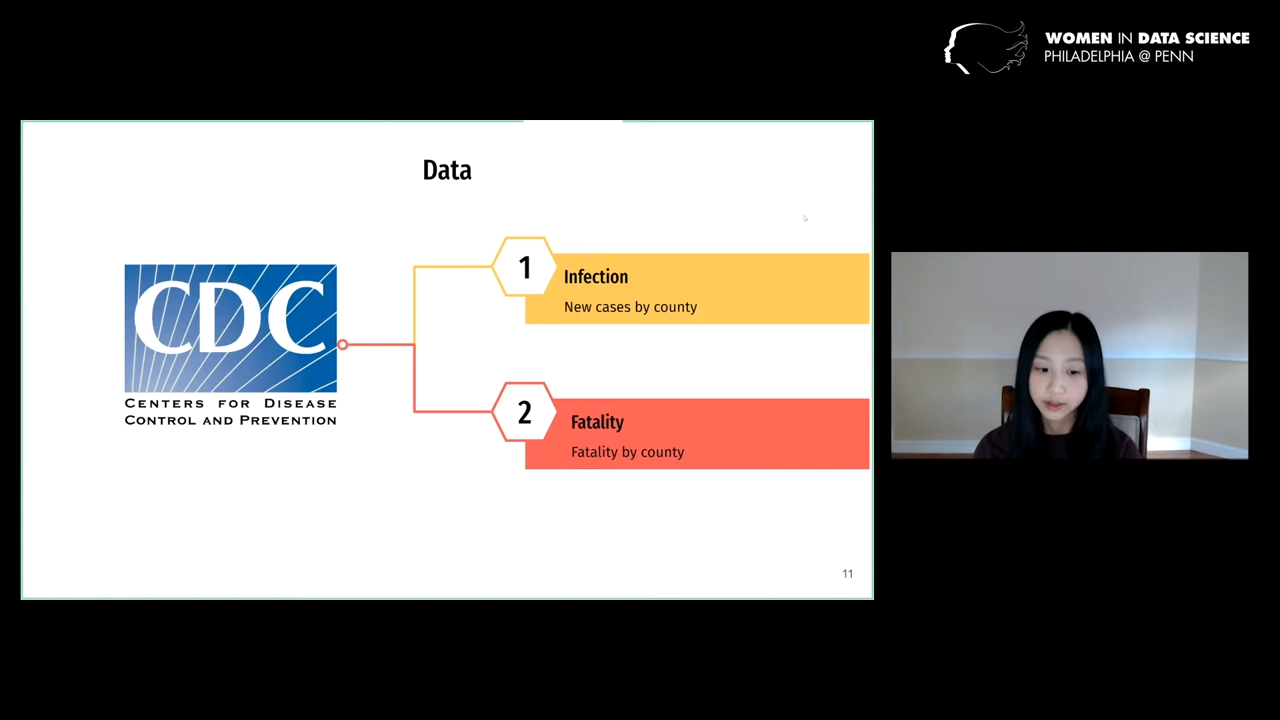 WOMEN IN DATA SCIENCE
PHILADELPHIA @ PENN
Data
CDC
CENTERS FOR DISEASE
CONTROL AND PREVENTION
1
Infection
New cases by county
2
Fatality
Fatality by county
11